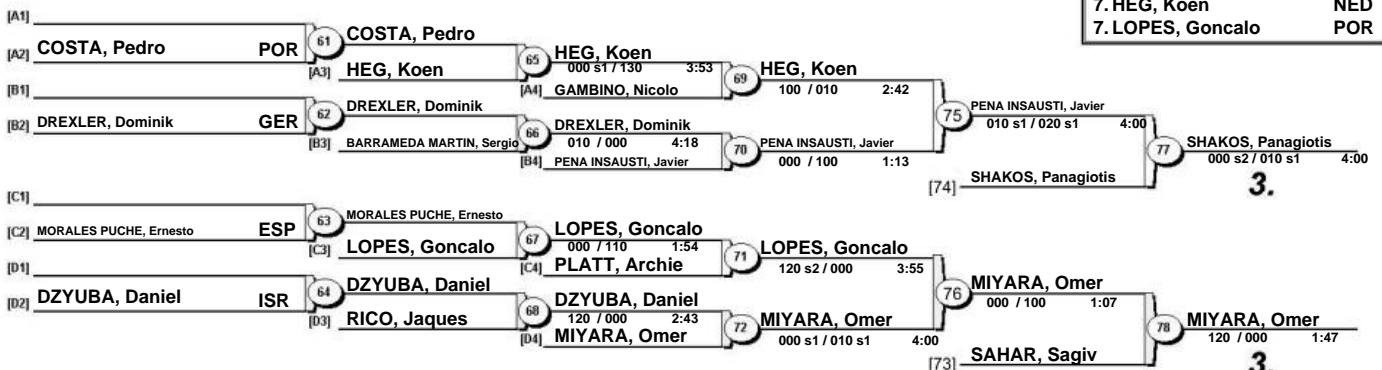 7. HEG, Koen NED
7. LOPES, Goncalo POR
[A1]
[A2] COSTA, Pedro POR
61
COSTA, Pedro
[A3] HEG, Koen
65
HEG, Koen
000 s1 / 130 3:53
[A4] GAMBINO, Nicolo
69
HEG, Koen
100 / 010 2:42
[B1]
[B2] DREXLER, Dominik GER
62
DREXLER, Dominik
[B3] BARRAMEDA MARTIN, Sergio
66
DREXLER, Dominik
010 / 000 4:18
[B4] PENA INSAUSTI, Javier
70
PENA INSAUSTI, Javier
000 / 100 1:13
75
PENA INSAUSTI, Javier
010 s1 / 020 s1 4:00
[74] SHAKOS, Panagiotis
77
SHAKOS, Panagiotis
000 s2 / 010 s1 4:00
3.
[C1]
[C2] MORALES PUCHE, Ernesto ESP
63
MORALES PUCHE, Ernesto
[C3] LOPES, Goncalo
67
LOPES, Goncalo
000 / 110 1:54
[C4] PLATT, Archie
71
LOPES, Goncalo
120 s2 / 000 3:55
[D1]
[D2] DZYUBA, Daniel ISR
64
DZYUBA, Daniel
[D3] RICO, Jaques
68
DZYUBA, Daniel
120 / 000 2:43
[D4] MIYARA, Omer
72
MIYARA, Omer
000 s1 / 010 s1 4:00
76
MIYARA, Omer
000 / 100 1:07
[73] SAHAR, Sagiv
78
MIYARA, Omer
120 / 000 1:47
3.